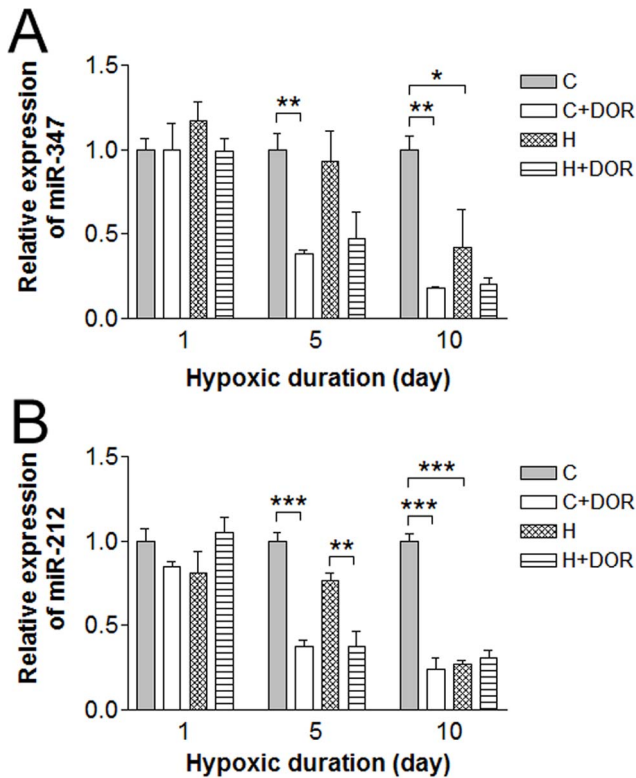 A
Relative expression
of miR-347
1.5
1.0
0.5
0.0
**
*
**
C
C+DOR
H
H+DOR
1 5 10
Hypoxic duration (day)
B
Relative expression
of miR-212
1.5
1.0
0.5
0.0
***
**
***
***
C
C+DOR
H
H+DOR
1 5 10
Hypoxic duration (day)